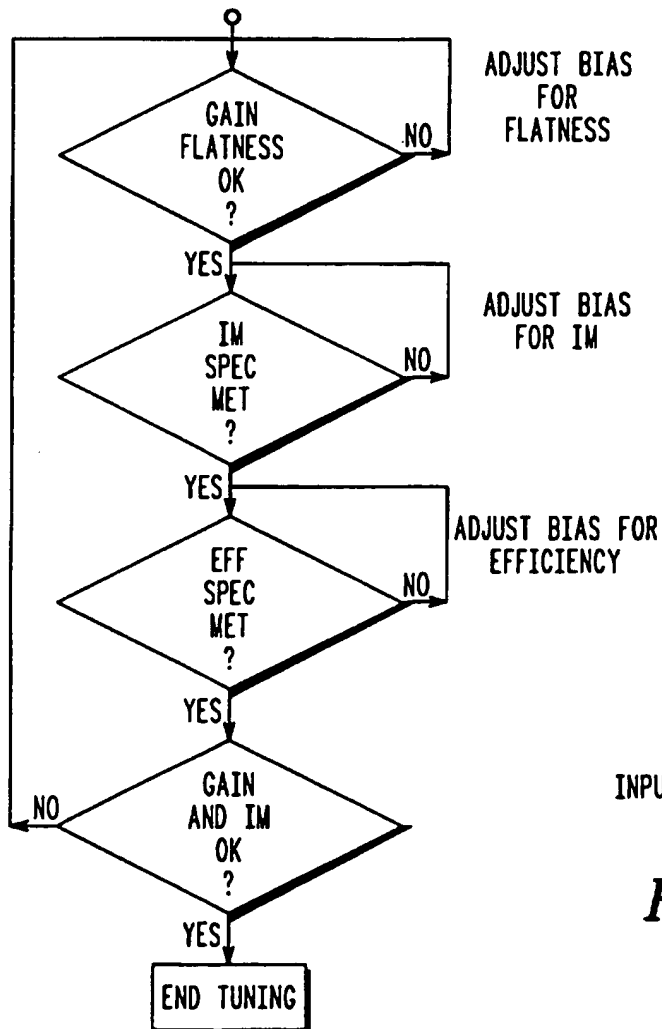 GAIN
FLATNESS
OK
?
NO
ADJUST BIAS
FOR
FLATNESS
YES
IM
SPEC
MET
?
NO
ADJUST BIAS
FOR IM
YES
EFF
SPEC
MET
?
NO
ADJUST BIAS FOR
EFFICIENCY
YES
GAIN
AND IM
OK
?
NO
YES
END TUNING